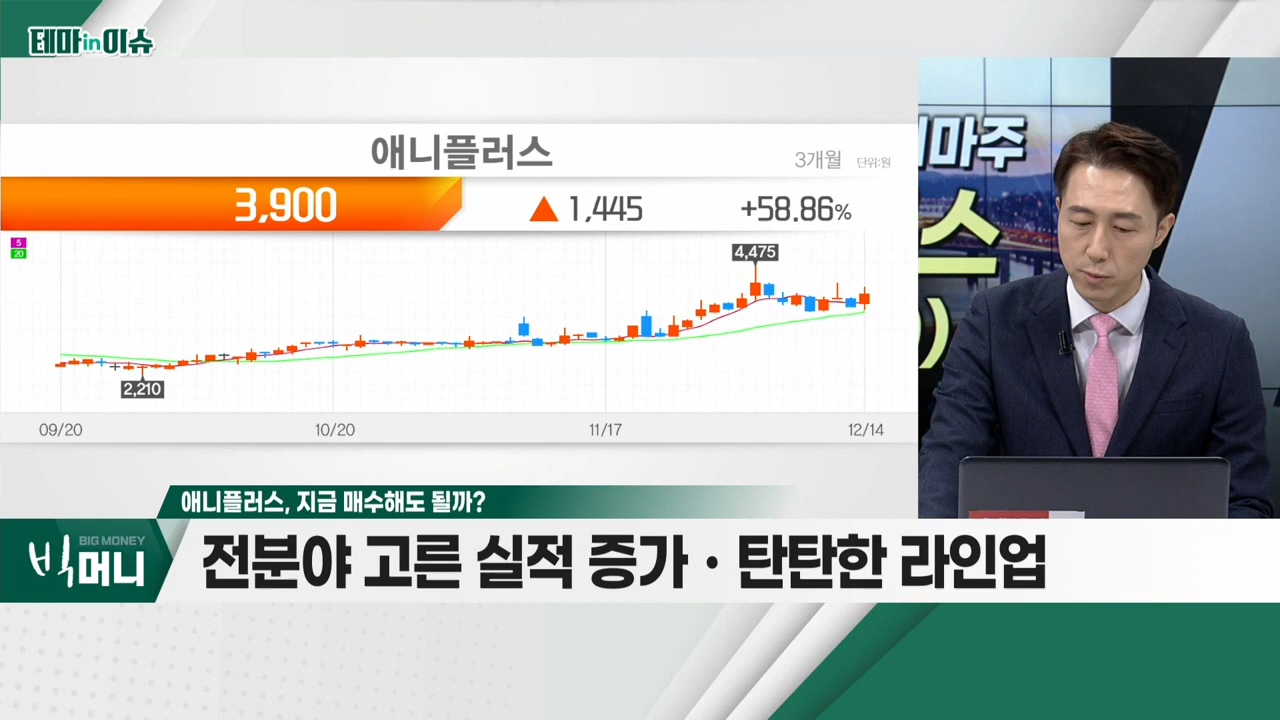 테마in이슈
애니플러스
3개월 단위:원
3,900 ▲ 1,445 +58.86%
5
20
4,475
2,210
09/20 10/20 11/17 12/14
마주
스
)
애니플러스, 지금 매수해도 될까?
BIG MONEY
빅머니
전분야 고른 실적 증가 · 탄탄한 라인업